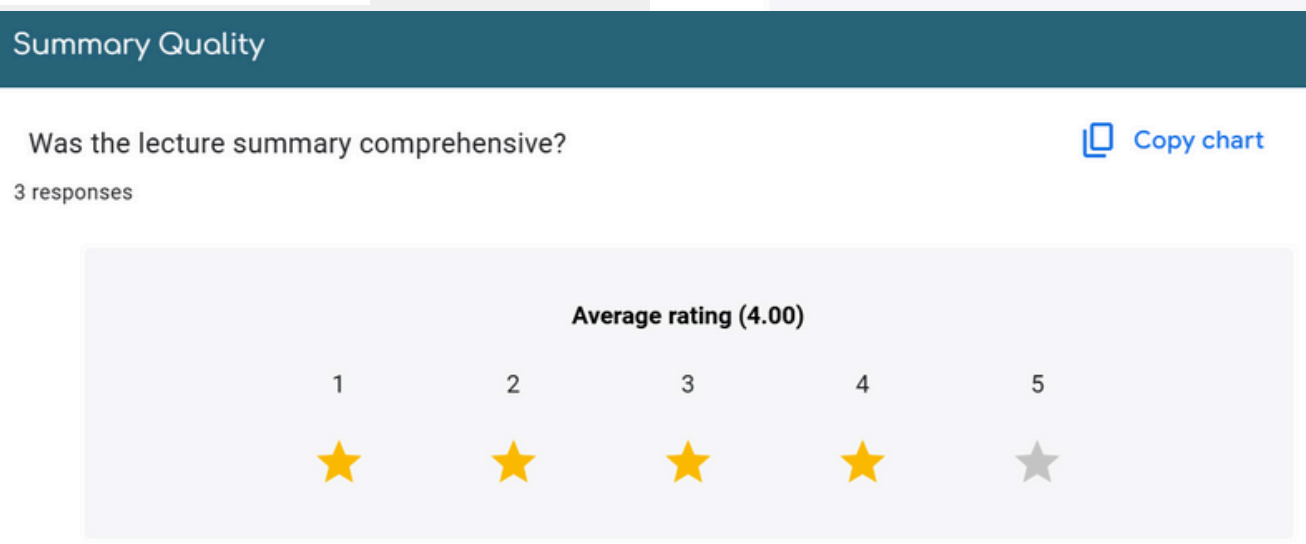 Summary Quality
Was the lecture summary comprehensive?
Copy chart
3 responses
Average rating (4.00)
1 2 3 4 5